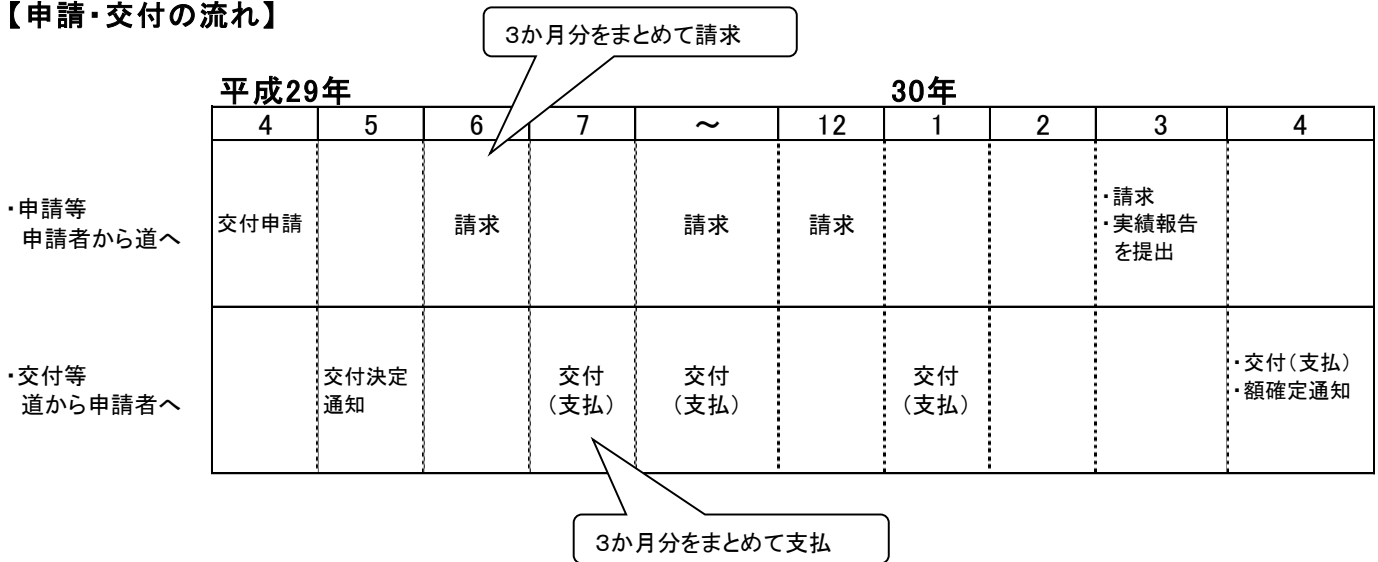 【申請・交付の流れ】
3か月分をまとめて請求
平成29年 30年
4 5 6 7 ～ 12 1 2 3 4
・申請等
申請者から道へ
交付申請 請求 請求 請求
・請求
・実績報告
を提出
・交付等
道から申請者へ
交付決定
通知
交付
（支払）
交付
（支払）
交付
（支払）
・交付（支払）
・額確定通知
3か月分をまとめて支払